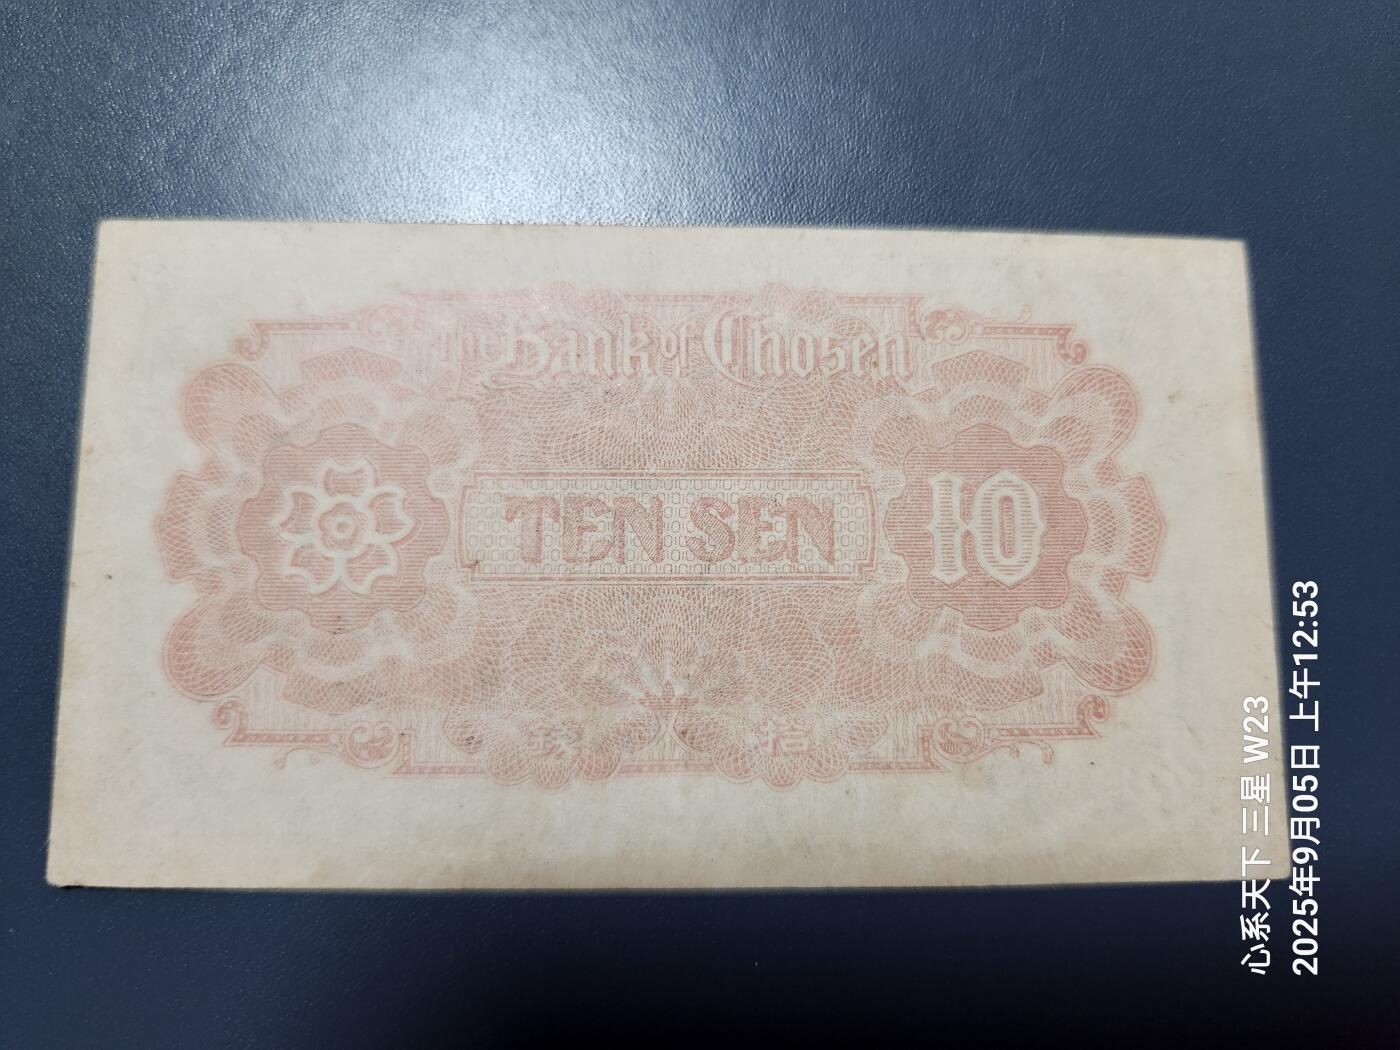 The Bank of Chosen
TEN SEN
10
錢 拾
心系天下 三星 W23
2025年9月05日 上午12:53